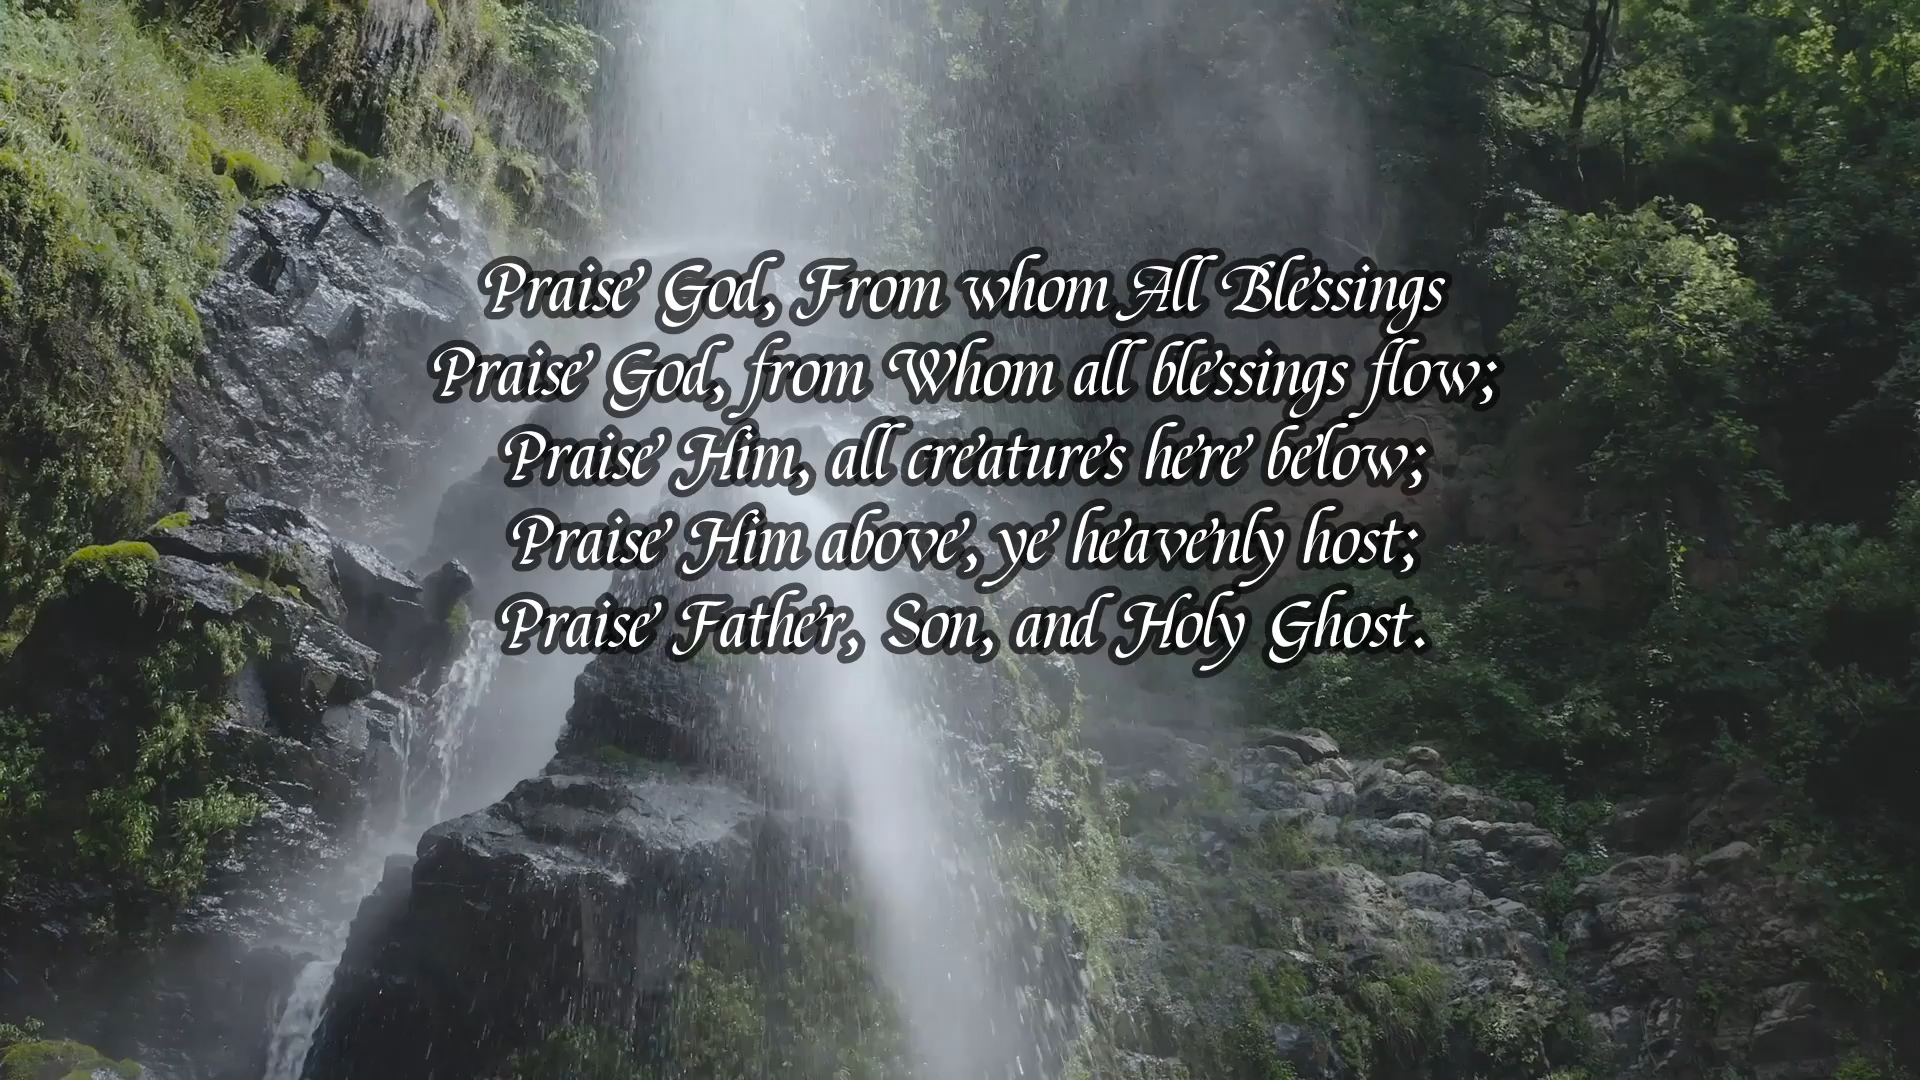 Praise God, From whom All Blessings
Praise God, from Whom all blessings flow;
Praise Him, all creatures here below;
Praise Him above, ye heavenly host;
Praise Father, Son, and Holy Ghost.